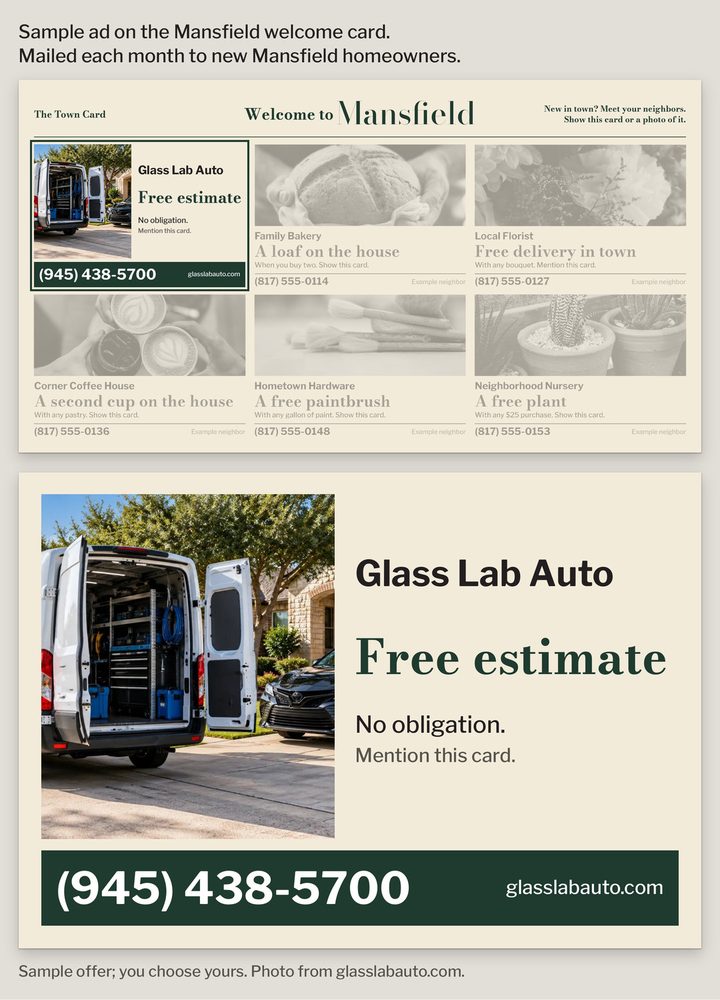 Sample ad on the Mansfield welcome card.
Mailed each month to new Mansfield homeowners.
The Town Card
Welcome to Mansfield
New in town? Meet your neighbors.
Show this card or a photo of it.
Glass Lab Auto
Free estimate
No obligation.
Mention this card.
(945) 438-5700
glasslabauto.com
Family Bakery
A loaf on the house
When you buy two. Show this card.
(817) 555-0114
Example neighbor
Local Florist
Free delivery in town
With any bouquet. Mention this card.
(817) 555-0127
Example neighbor
Corner Coffee House
A second cup on the house
With any pastry. Show this card.
(817) 555-0136
Example neighbor
Hometown Hardware
A free paintbrush
With any gallon of paint. Show this card.
(817) 555-0148
Example neighbor
Neighborhood Nursery
A free plant
With any $25 purchase. Show this card.
(817) 555-0153
Example neighbor
Glass Lab Auto
Free estimate
No obligation.
Mention this card.
(945) 438-5700
glasslabauto.com
Sample offer; you choose yours. Photo from glasslabauto.com.